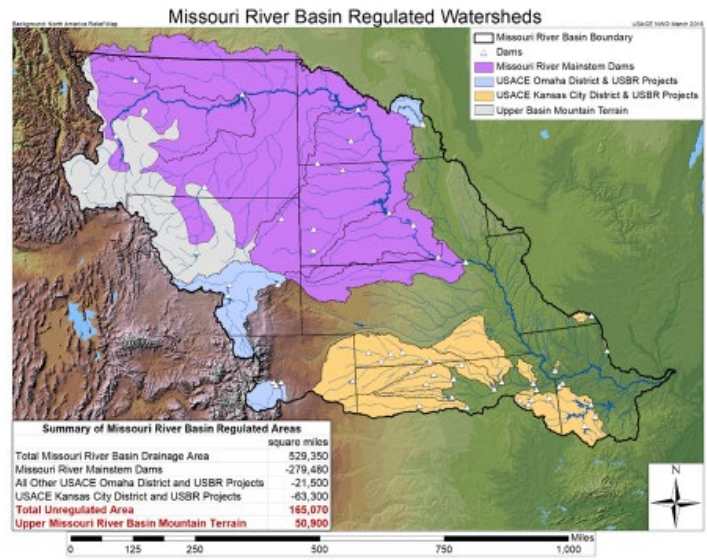 Missouri River Basin Regulated Watersheds
Background: North America Relief Map
USACE NWO March 2016
Missouri River Basin Boundary
Dams
Missouri River Mainstem Dams
USACE Omaha District & USBR Projects
USACE Kansas City District & USBR Projects
Upper Basin Mountain Terrain
Summary of Missouri River Basin Regulated Areas
square miles
Total Missouri River Basin Drainage Area 529,350
Missouri River Mainstem Dams -279,480
All Other USACE Omaha District and USBR Projects -21,500
USACE Kansas City District and USBR Projects -63,300
Total Unregulated Area 165,070
Upper Missouri River Basin Mountain Terrain 50,900
N
Miles
0 125 250 500 750 1,000